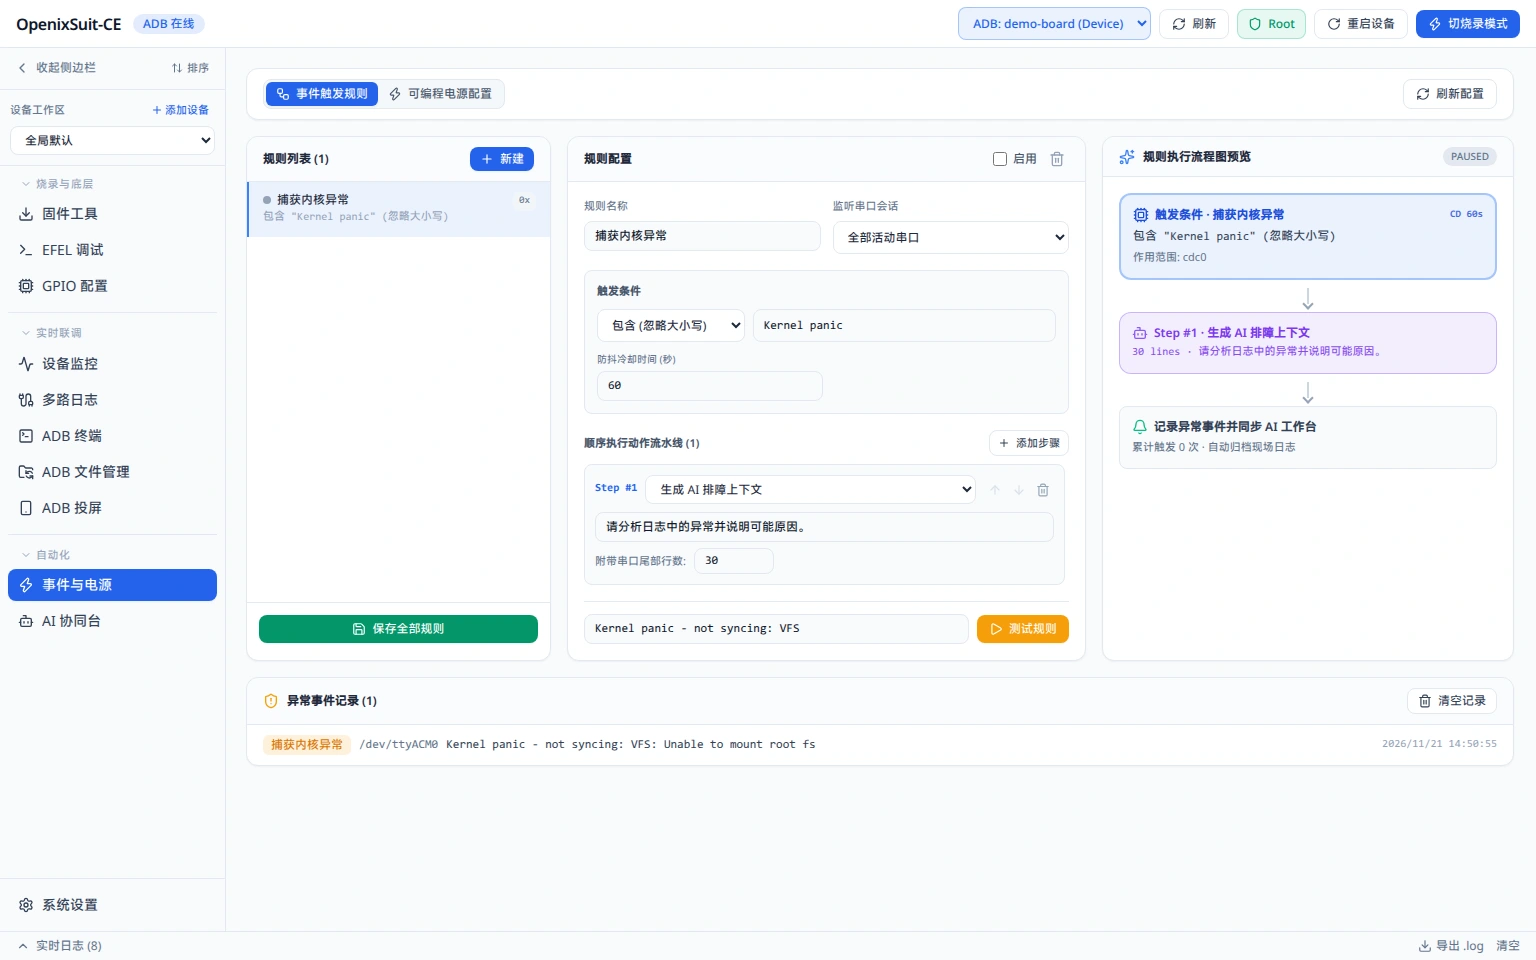 OpenixSuit-CE
ADB 在线
ADB: demo-board (Device)
刷新
Root
重启设备
切烧录模式
收起侧边栏
排序
设备工作区
+ 添加设备
全局默认
烧录与底层
固件工具
EFEL 调试
GPIO 配置
实时联调
设备监控
多路日志
ADB 终端
ADB 文件管理
ADB 投屏
自动化
事件与电源
AI 协同台
系统设置
事件触发规则
可编程电源配置
刷新配置
规则列表 (1)
+ 新建
捕获内核异常
0x
包含 "Kernel panic" (忽略大小写)
保存全部规则
规则配置
启用
规则名称
监听串口会话
捕获内核异常
全部活动串口
触发条件
包含 (忽略大小写)
Kernel panic
防抖冷却时间 (秒)
60
顺序执行动作流水线 (1)
+ 添加步骤
Step #1
生成 AI 排障上下文
请分析日志中的异常并说明可能原因。
附带串口尾部行数:
30
Kernel panic - not syncing: VFS
测试规则
规则执行流程图预览
PAUSED
触发条件 · 捕获内核异常
CD 60s
包含 "Kernel panic" (忽略大小写)
作用范围: cdc0
Step #1 · 生成 AI 排障上下文
30 lines · 请分析日志中的异常并说明可能原因。
记录异常事件并同步 AI 工作台
累计触发 0 次 · 自动归档现场日志
异常事件记录 (1)
清空记录
捕获内核异常
/dev/ttyACM0 Kernel panic - not syncing: VFS: Unable to mount root fs
2026/11/21 14:50:55
实时日志 (8)
导出 .log
清空